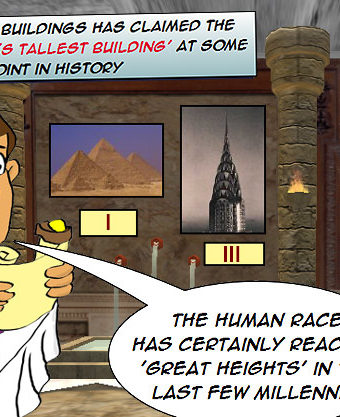 BUILDINGS HAS CLAIMED THE
'S TALLEST BUILDING' AT SOME
POINT IN HISTORY
I
III
THE HUMAN RACE
HAS CERTAINLY REAC
'GREAT HEIGHTS' IN
LAST FEW MILLENN